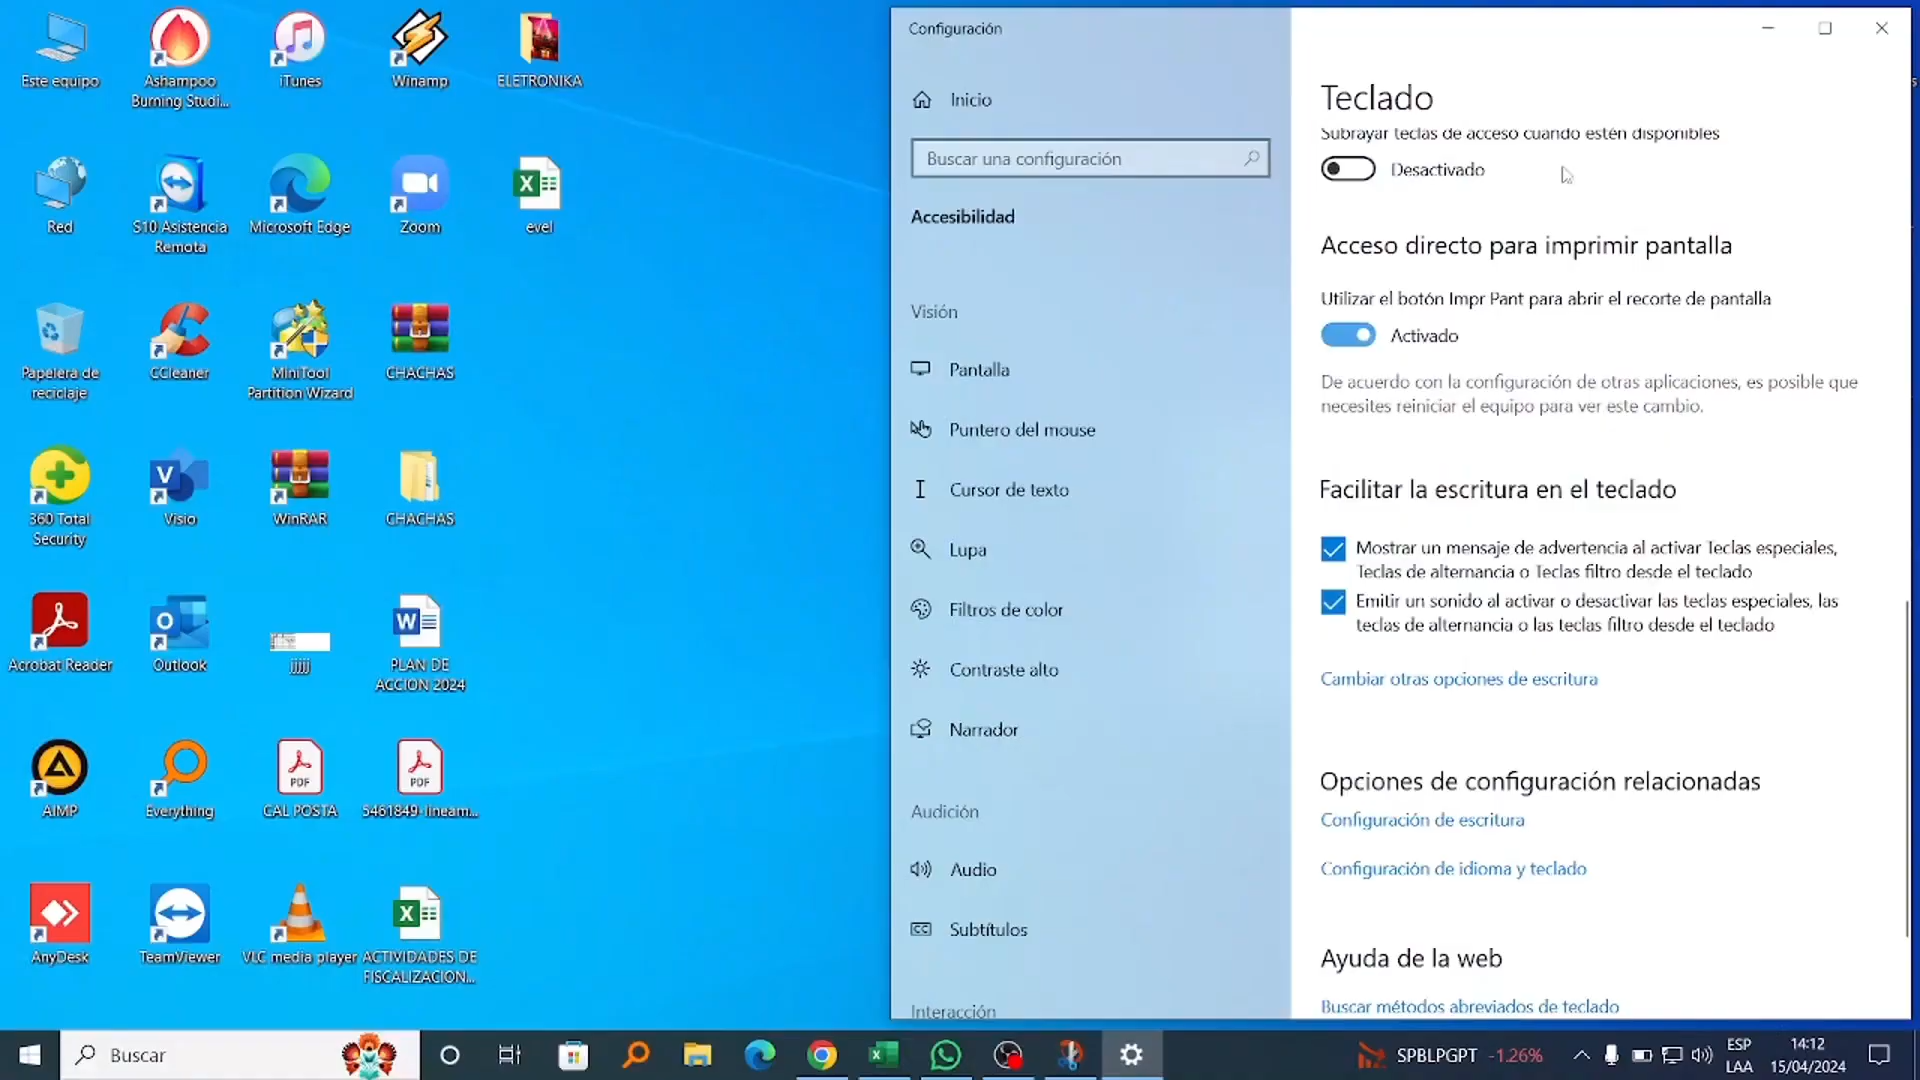 Este equipo
Ashampoo
Burning Studi...
iTunes
Winamp
ELETRONIKA
Red
S10 Asistencia
Remota
Microsoft Edge
Zoom
evel
Papelera de
reciclaje
CCleaner
MiniTool
Partition Wizard
CHACHAS
360 Total
Security
Visio
WinRAR
CHACHAS
Acrobat Reader
Outlook
jjjjj
PLAN DE
ACCION 2024
AIMP
Everything
CAL POSTA
5461849-lineam...
AnyDesk
TeamViewer
VLC media player
ACTIVIDADES DE
FISCALIZACION...
Configuración
Inicio
Buscar una configuración
Accesibilidad
Visión
Pantalla
Puntero del mouse
Cursor de texto
Lupa
Filtros de color
Contraste alto
Narrador
Audición
Audio
Subtítulos
Interacción
Teclado
Subrayar teclas de acceso cuando estén disponibles
Desactivado
Acceso directo para imprimir pantalla
Utilizar el botón Impr Pant para abrir el recorte de pantalla
Activado
De acuerdo con la configuración de otras aplicaciones, es posible que
necesites reiniciar el equipo para ver este cambio.
Facilitar la escritura en el teclado
Mostrar un mensaje de advertencia al activar Teclas especiales,
Teclas de alternancia o Teclas filtro desde el teclado
Emitir un sonido al activar o desactivar las teclas especiales, las
teclas de alternancia o las teclas filtro desde el teclado
Cambiar otras opciones de escritura
Opciones de configuración relacionadas
Configuración de escritura
Configuración de idioma y teclado
Ayuda de la web
Buscar métodos abreviados de teclado
Buscar
SPBLPGPT -1.26%
ESP
LAA
14:12
15/04/2024